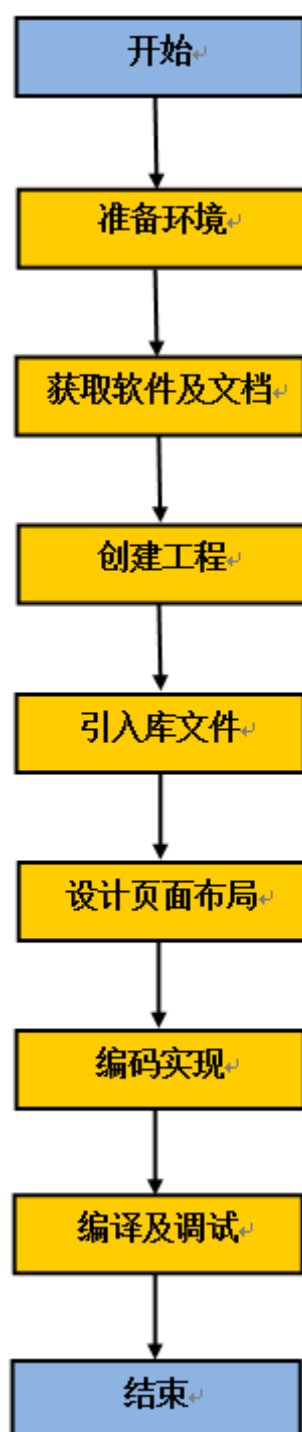 开始
准备环境
获取软件及文档
创建工程
引入库文件
设计页面布局
编码实现
编译及调试
结束